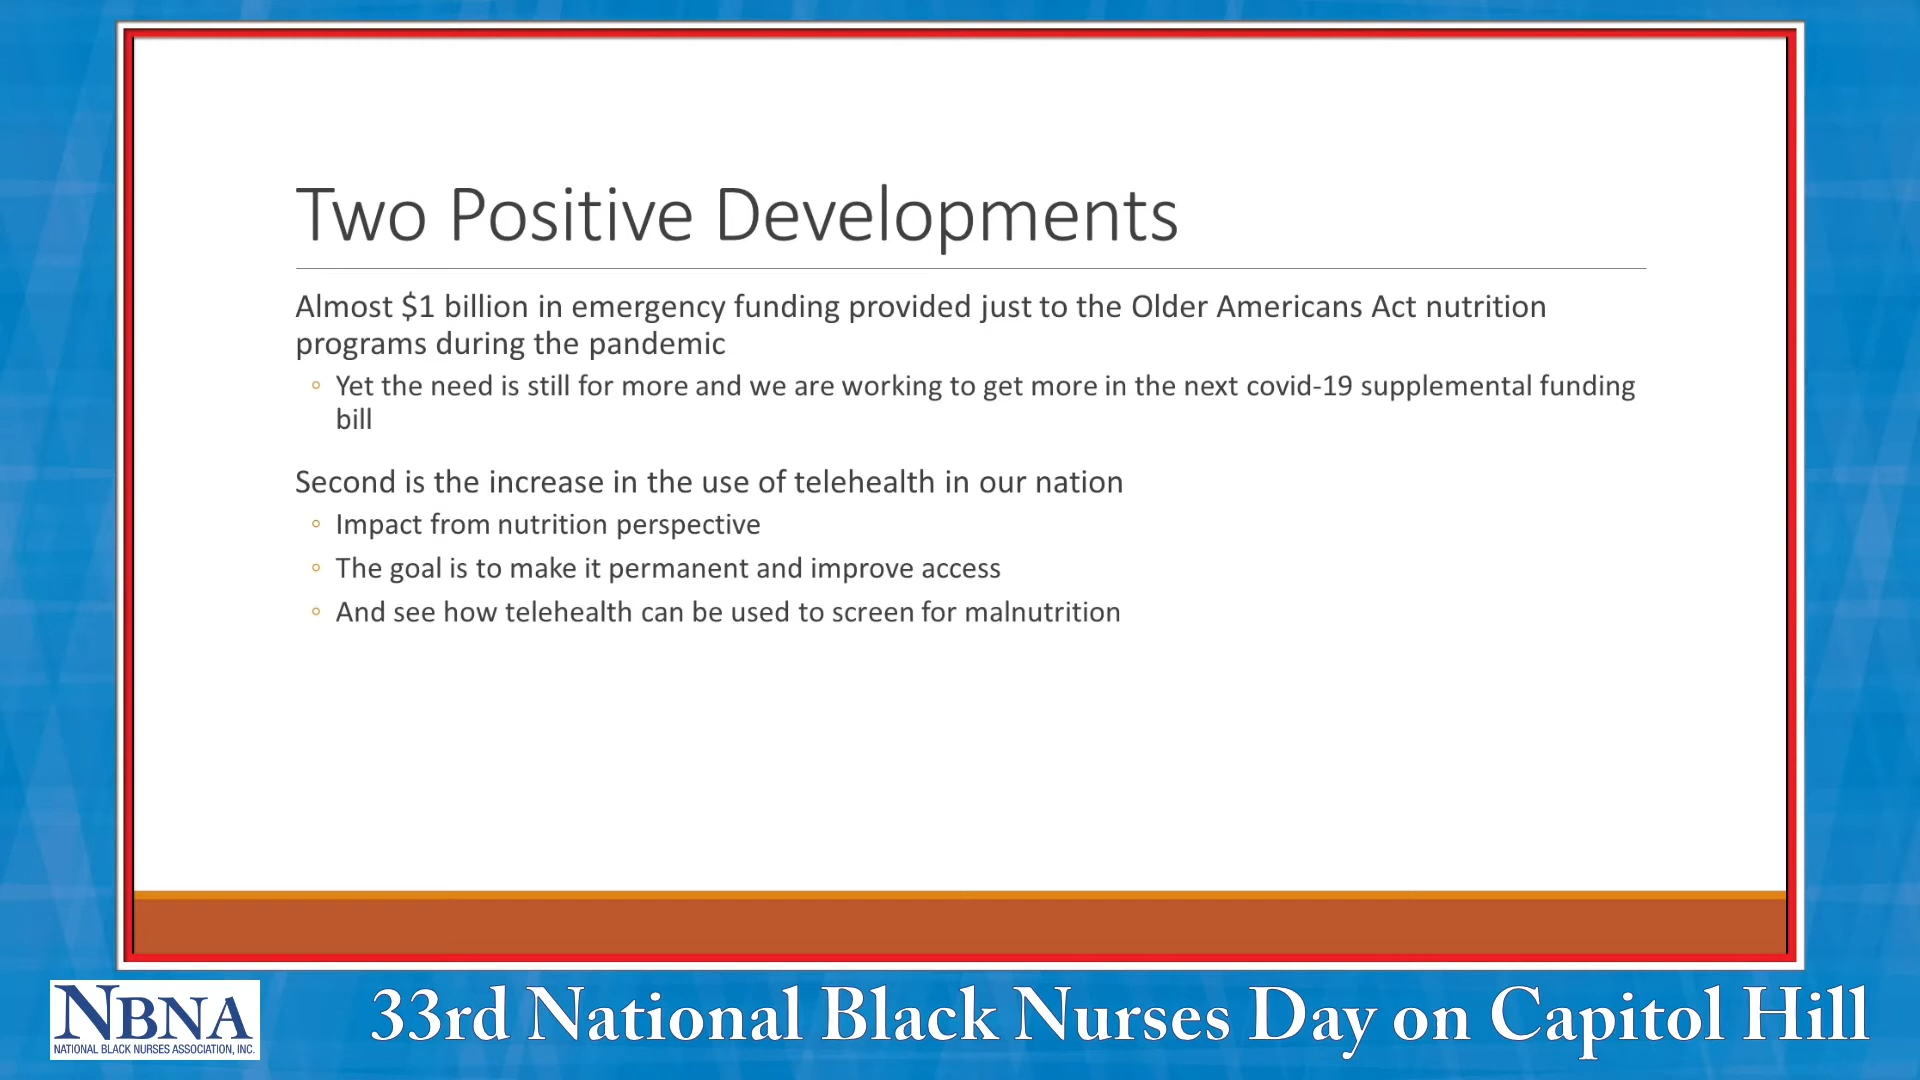 Two Positive Developments
Almost $1 billion in emergency funding provided just to the Older Americans Act nutrition
programs during the pandemic
◦ Yet the need is still for more and we are working to get more in the next covid-19 supplemental funding
bill
Second is the increase in the use of telehealth in our nation
◦ Impact from nutrition perspective
◦ The goal is to make it permanent and improve access
◦ And see how telehealth can be used to screen for malnutrition
NBNA
NATIONAL BLACK NURSES ASSOCIATION, INC.
33rd National Black Nurses Day on Capitol Hill